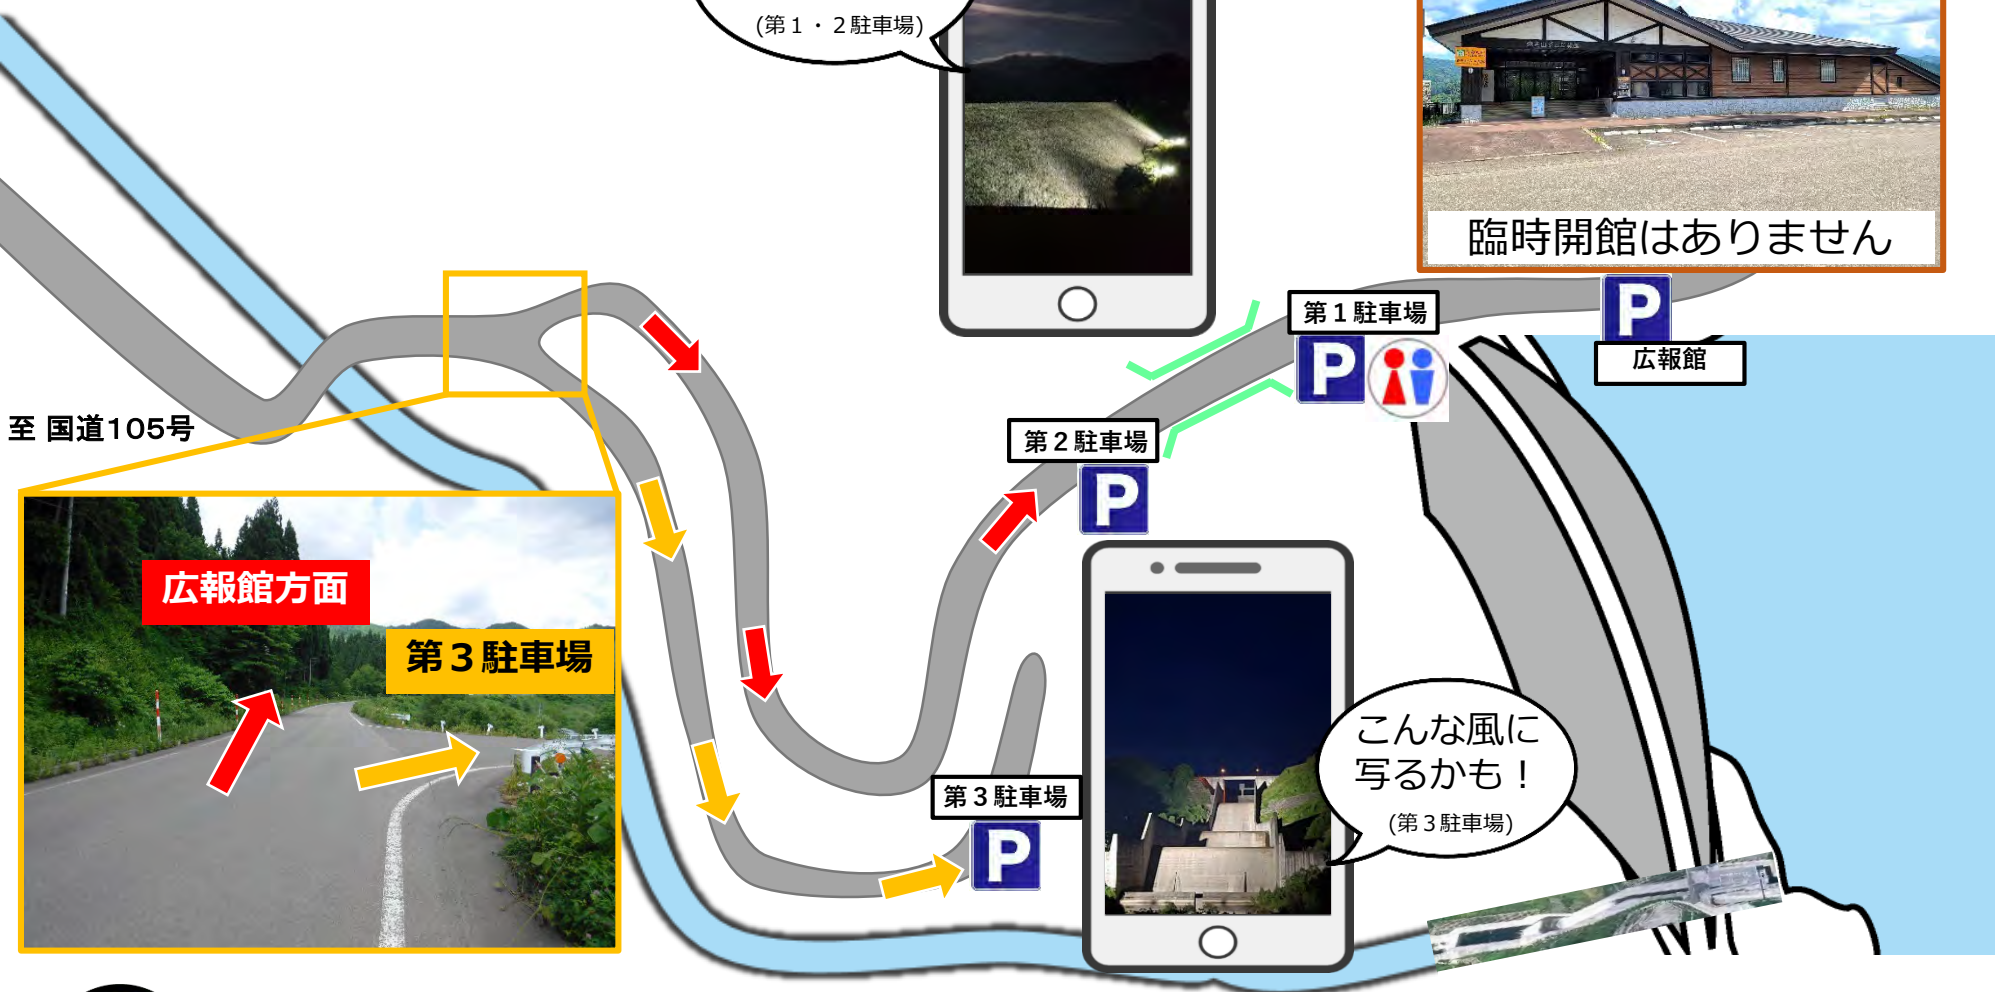 (第１・２駐車場)
臨時開館はありません
第１駐車場
P
P
広報館
至 国道105号
第２駐車場
P
広報館方面
第３駐車場
こんな風に
写るかも！
(第３駐車場)
第３駐車場
P